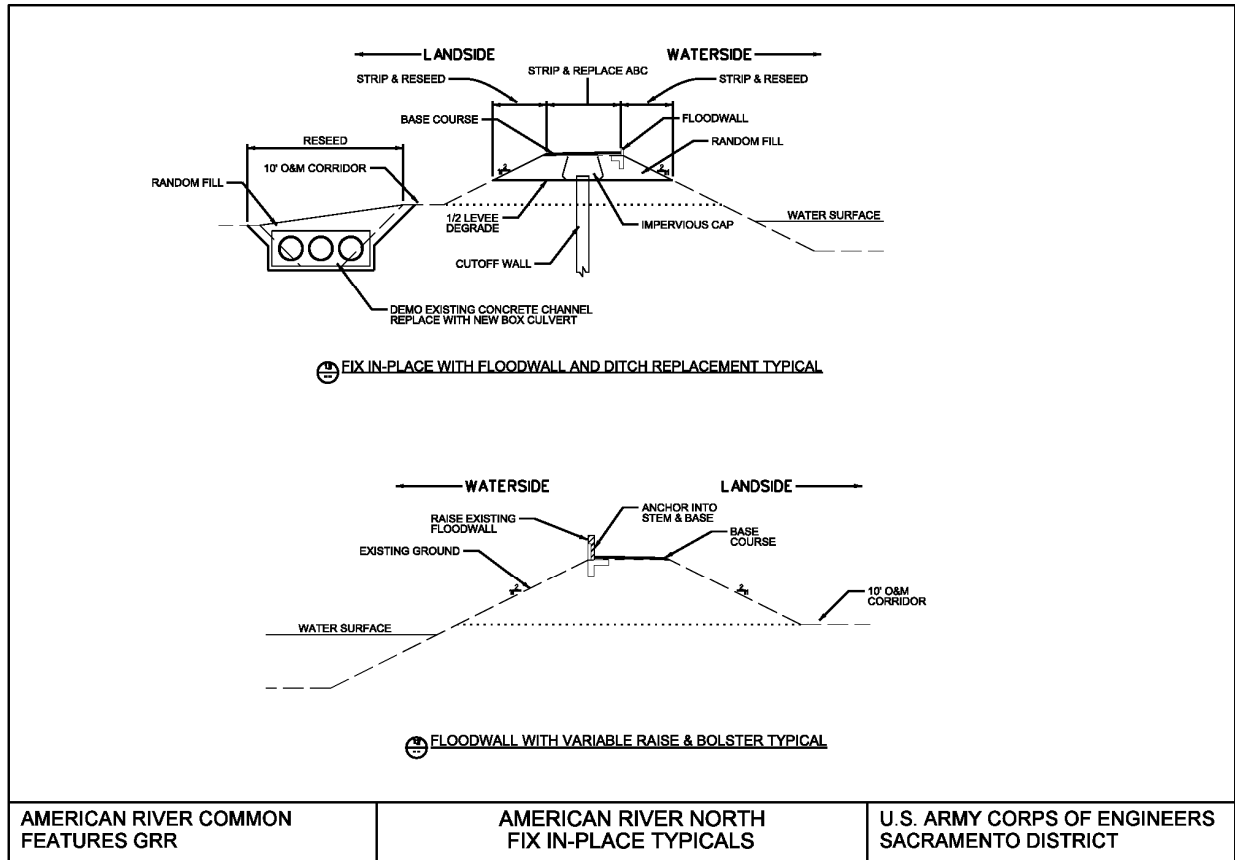 LANDSIDE
WATERSIDE
STRIP & RESEED
STRIP & REPLACE ABC
STRIP & RESEED
BASE COURSE
FLOODWALL
RESEED
RANDOM FILL
10' O&M CORRIDOR
RANDOM FILL
WATER SURFACE
1/2 LEVEE
DEGRADE
IMPERVIOUS CAP
CUTOFF WALL
DEMO EXISTING CONCRETE CHANNEL
REPLACE WITH NEW BOX CULVERT
FIX IN-PLACE WITH FLOODWALL AND DITCH REPLACEMENT TYPICAL
WATERSIDE
LANDSIDE
RAISE EXISTING
FLOODWALL
ANCHOR INTO
STEM & BASE
BASE
COURSE
EXISTING GROUND
10' O&M
CORRIDOR
WATER SURFACE
FLOODWALL WITH VARIABLE RAISE & BOLSTER TYPICAL
AMERICAN RIVER COMMON
FEATURES GRR
AMERICAN RIVER NORTH
FIX IN-PLACE TYPICALS
U.S. ARMY CORPS OF ENGINEERS
SACRAMENTO DISTRICT